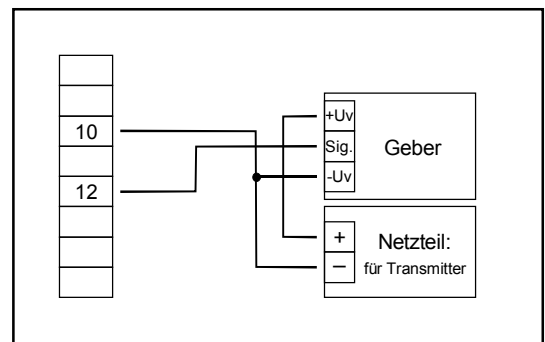 10
12
+Uv
Sig.
-Uv
Geber
+
−
Netzteil:
für Transmitter